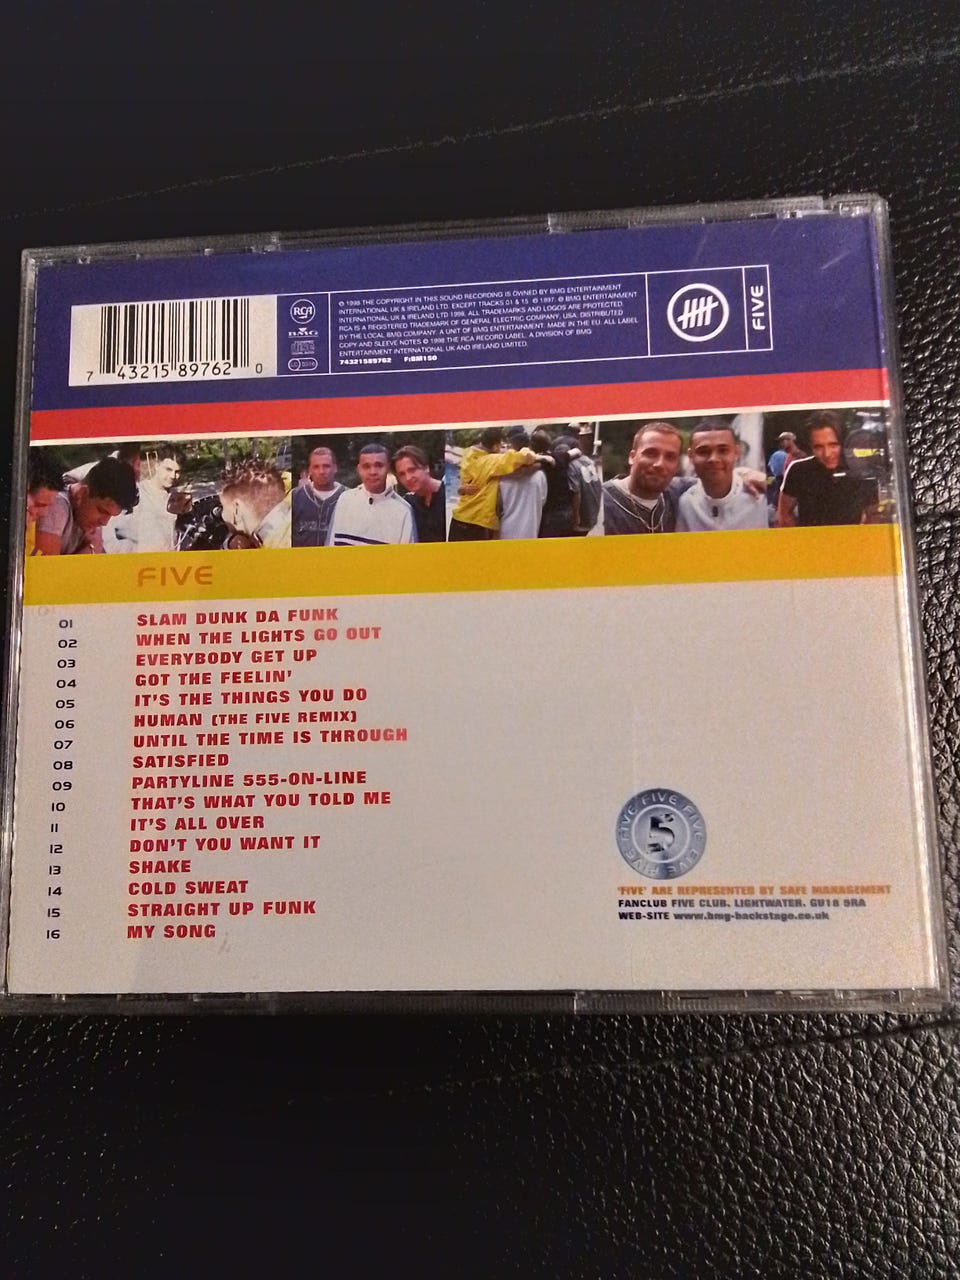 7 43215 89762 0
RCA
BMG
℗ 1998 THE COPYRIGHT IN THIS SOUND RECORDING IS OWNED BY BMG ENTERTAINMENT
INTERNATIONAL UK & IRELAND LTD. EXCEPT TRACKS 01 & 15 ℗ 1997. © BMG ENTERTAINMENT
INTERNATIONAL UK & IRELAND LTD 1998. ALL TRADEMARKS AND LOGOS ARE PROTECTED.
RCA IS A REGISTERED TRADEMARK OF GENERAL ELECTRIC COMPANY, USA. DISTRIBUTED
BY THE LOCAL BMG COMPANY. A UNIT OF BMG ENTERTAINMENT. MADE IN THE EU. ALL LABEL
COPY AND SLEEVE NOTES © 1998 THE RCA RECORD LABEL. A DIVISION OF BMG
ENTERTAINMENT INTERNATIONAL UK AND IRELAND LIMITED.
74321589762 F:BM150
FIVE
FIVE
01 SLAM DUNK DA FUNK
02 WHEN THE LIGHTS GO OUT
03 EVERYBODY GET UP
04 GOT THE FEELIN'
05 IT'S THE THINGS YOU DO
06 HUMAN (THE FIVE REMIX)
07 UNTIL THE TIME IS THROUGH
08 SATISFIED
09 PARTYLINE 555-ON-LINE
10 THAT'S WHAT YOU TOLD ME
11 IT'S ALL OVER
12 DON'T YOU WANT IT
13 SHAKE
14 COLD SWEAT
15 STRAIGHT UP FUNK
16 MY SONG
FIVE FIVE FIVE FIVE FIVE
5
'FIVE' ARE REPRESENTED BY SAFE MANAGEMENT
FANCLUB FIVE CLUB, LIGHTWATER. GU18 5RA
WEB-SITE www.bmg-backstage.co.uk